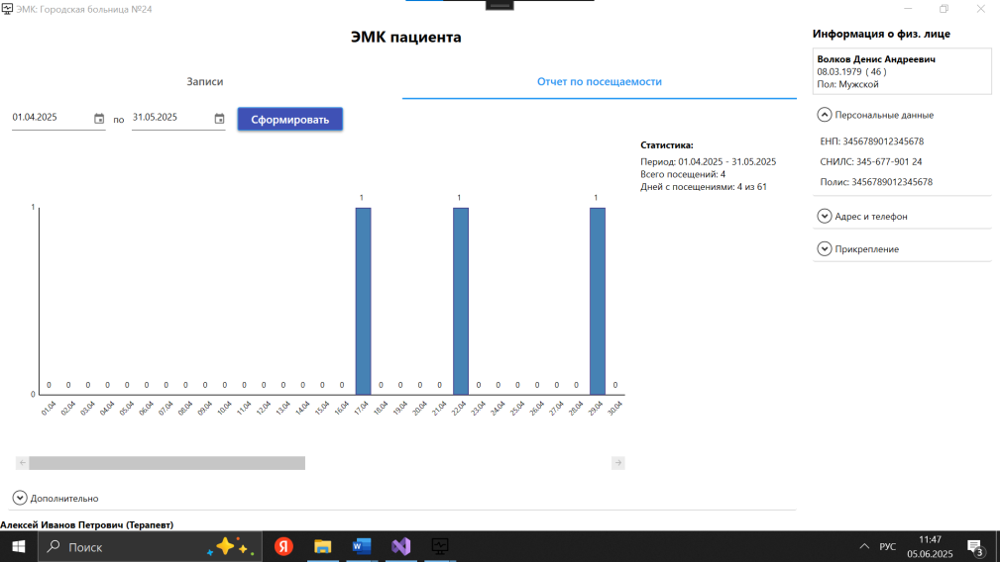 ЭМК: Городская больница №24
ЭМК пациента
Записи
Отчет по посещаемости
01.04.2025 по 31.05.2025 Сформировать
Статистика:
Период: 01.04.2025 - 31.05.2025
Всего посещений: 4
Дней с посещениями: 4 из 61
1 1 1
1
0 0 0 0 0 0 0 0 0 0 0 0 0 0 0 0 0 0 0 0 0 0 0 0 0 0 0
0
01.04 02.04 03.04 04.04 05.04 06.04 07.04 08.04 09.04 10.04 11.04 12.04 13.04 14.04 15.04 16.04 17.04 18.04 19.04 20.04 21.04 22.04 23.04 24.04 25.04 26.04 27.04 28.04 29.04 30.04
Дополнительно
Алексей Иванов Петрович (Терапевт)
Информация о физ. лице
Волков Денис Андреевич
08.03.1979 ( 46 )
Пол: Мужской
Персональные данные
ЕНП: 3456789012345678
СНИЛС: 345-677-901 24
Полис: 3456789012345678
Адрес и телефон
Прикрепление
Поиск
Я
W
РУС
11:47
05.06.2025
3